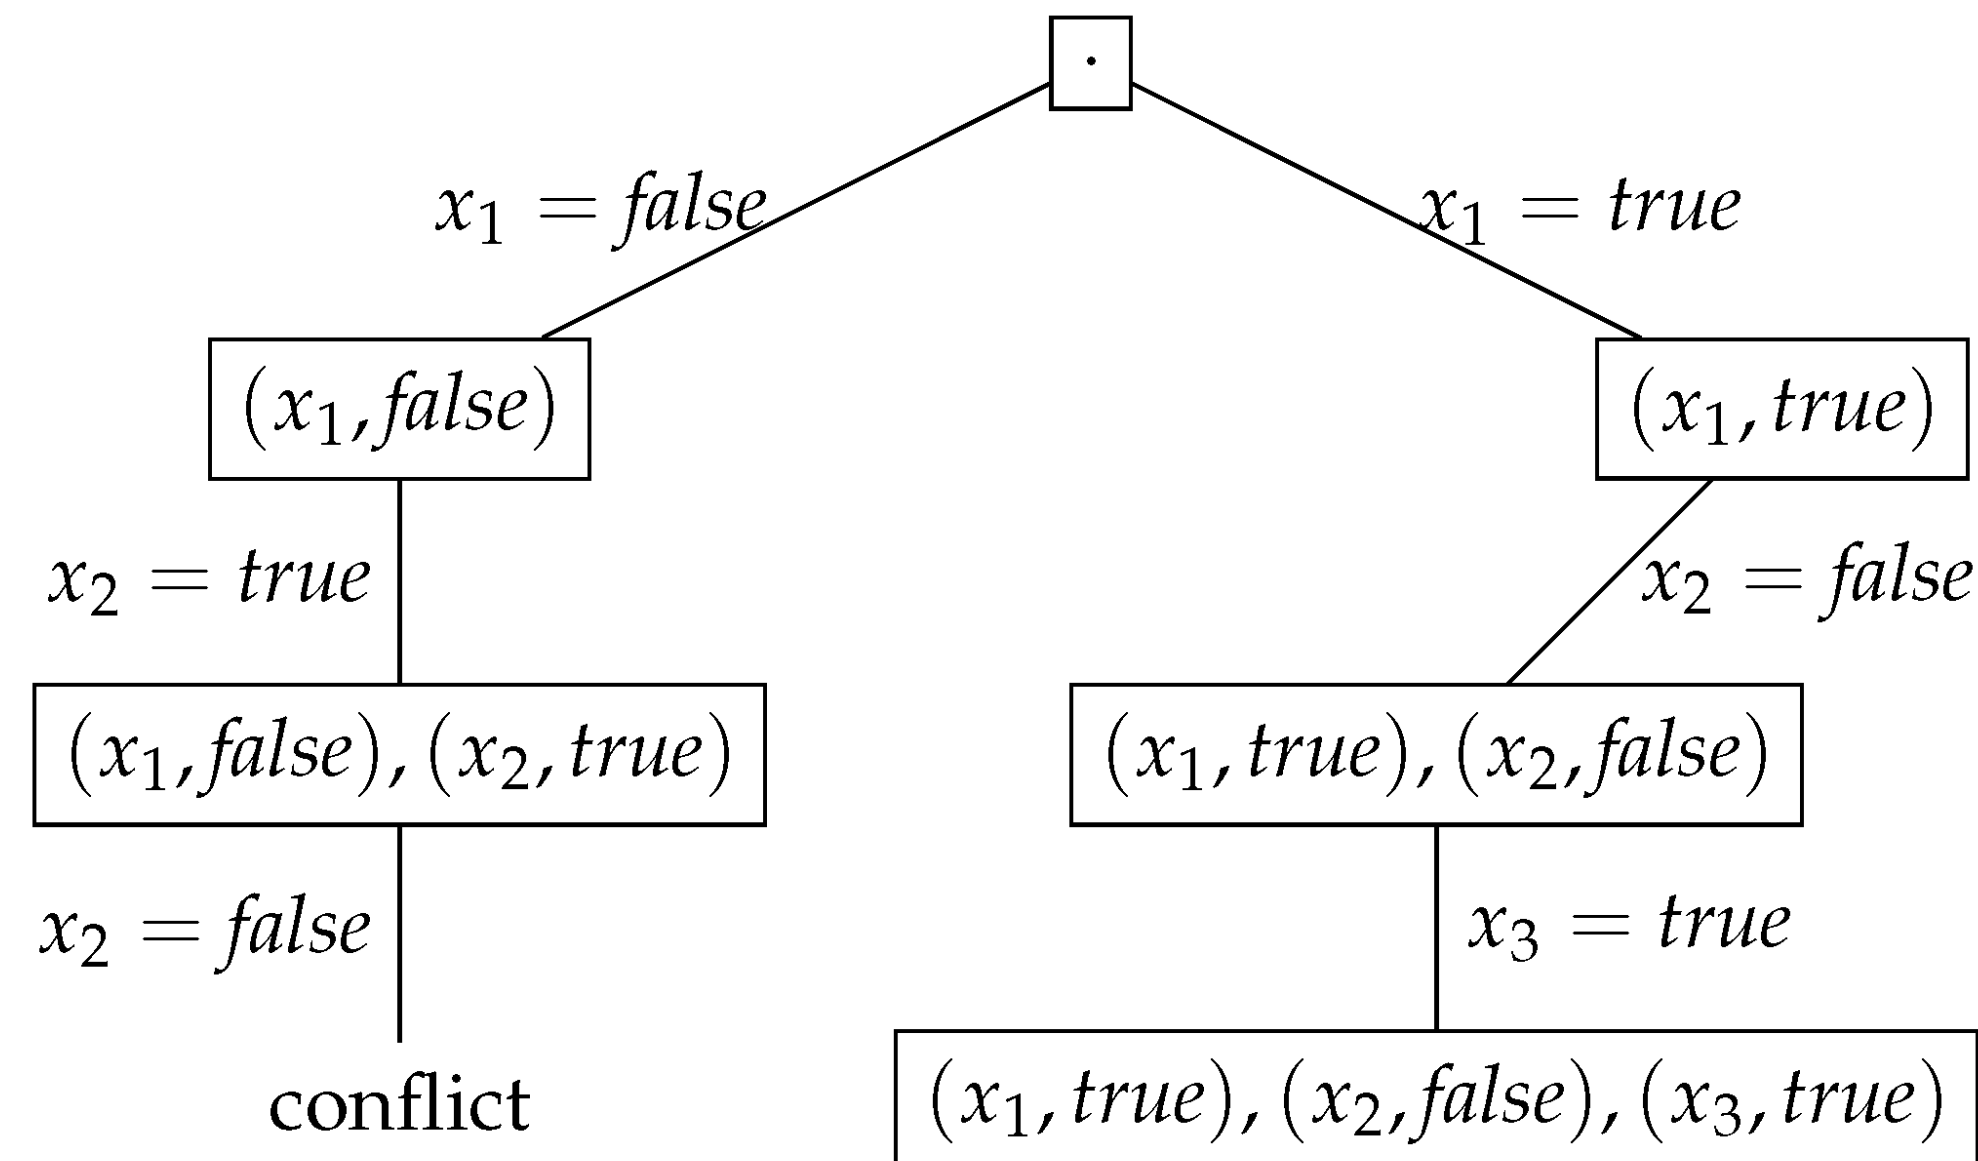 ·
x₁ = false
x₁ = true
(x₁, false)
(x₁, true)
x₂ = true
x₂ = false
(x₁, false), (x₂, true)
(x₁, true), (x₂, false)
x₂ = false
x₃ = true
conflict
(x₁, true), (x₂, false), (x₃, true)